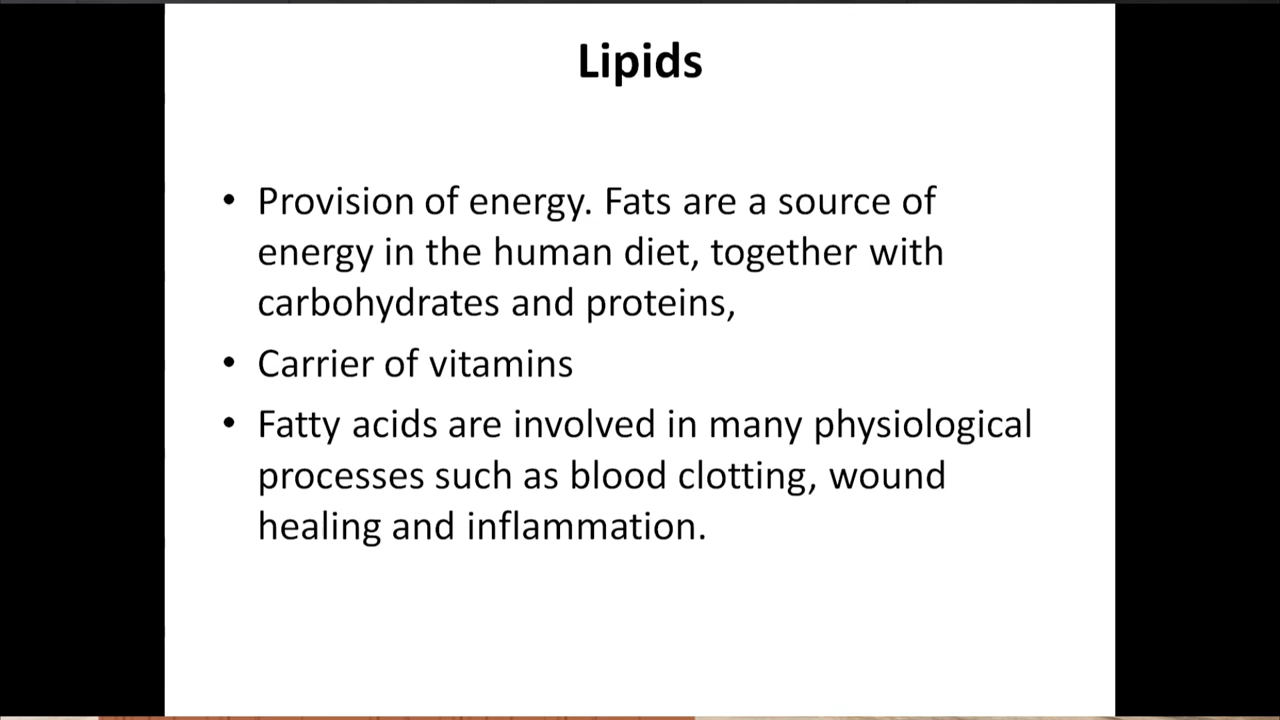 Lipids
• Provision of energy. Fats are a source of
energy in the human diet, together with
carbohydrates and proteins,
• Carrier of vitamins
• Fatty acids are involved in many physiological
processes such as blood clotting, wound
healing and inflammation.